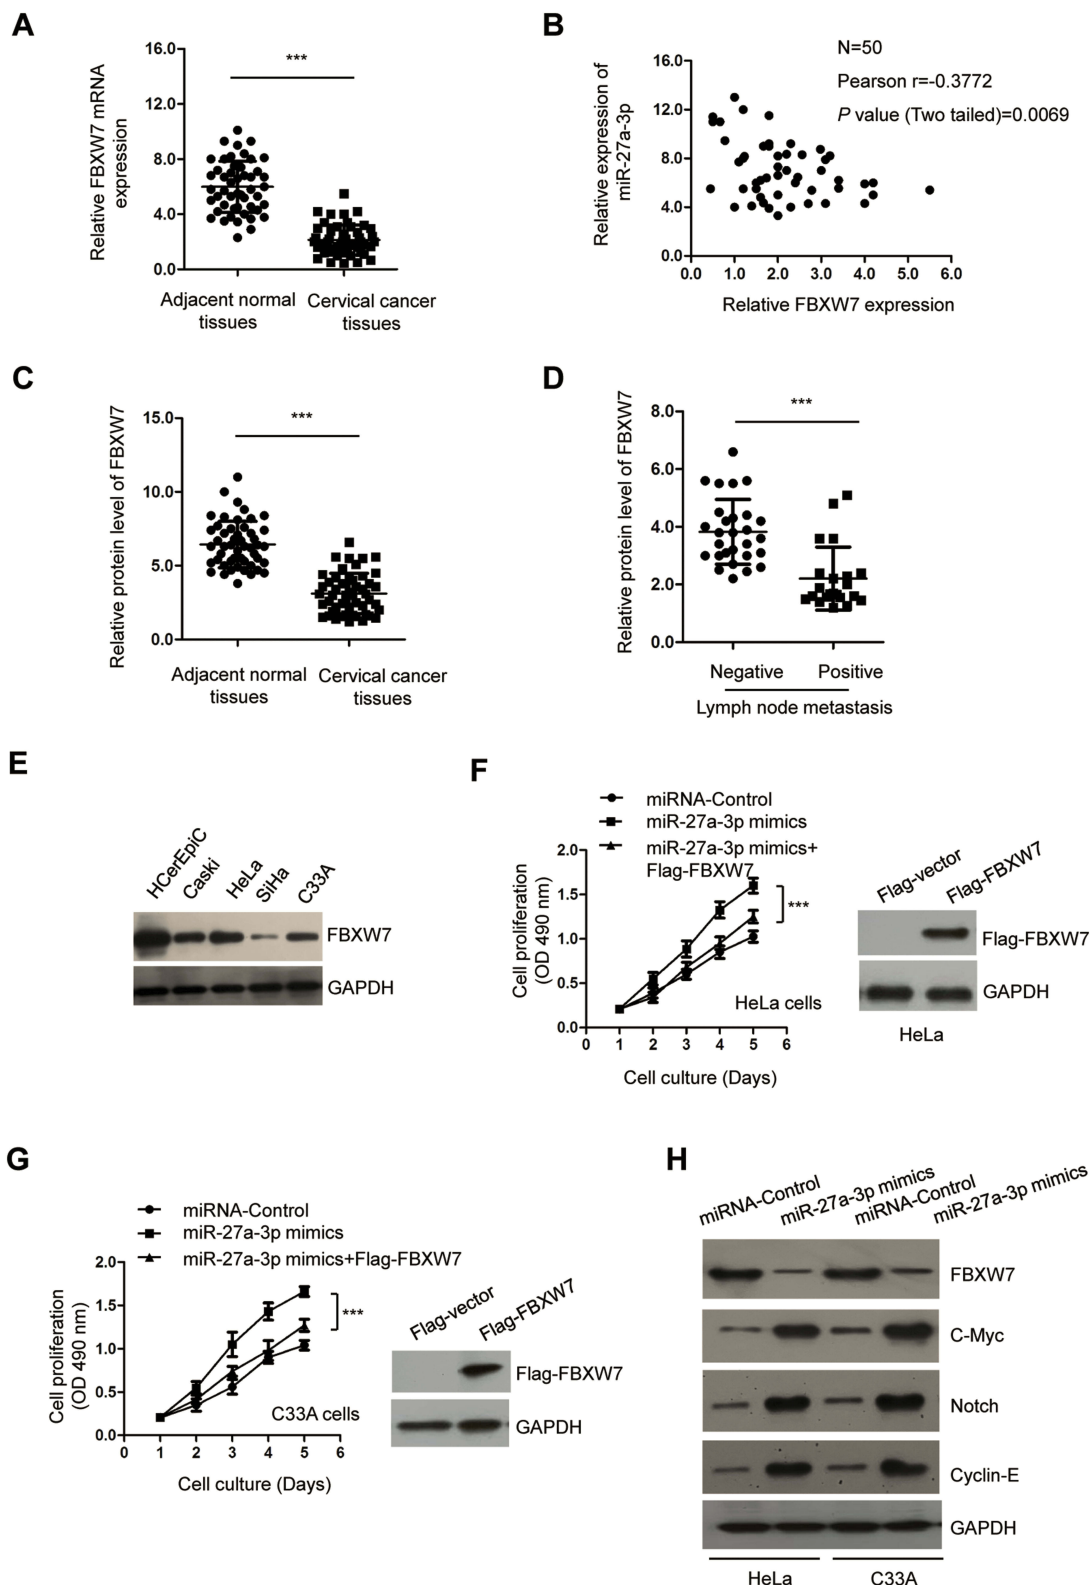 A
Relative FBXW7 mRNA
expression
16.0
12.0
8.0
4.0
0.0
***
Adjacent normal
tissues
Cervical cancer
tissues
B
Relative expression of
miR-27a-3p
16.0
12.0
8.0
4.0
0.0
N=50
Pearson r=-0.3772
P value (Two tailed)=0.0069
0.0 1.0 2.0 3.0 4.0 5.0 6.0
Relative FBXW7 expression
C
Relative protein level of FBXW7
15.0
10.0
5.0
0.0
***
Adjacent normal
tissues
Cervical cancer
tissues
D
Relative protein level of FBXW7
8.0
6.0
4.0
2.0
0.0
***
Negative Positive
Lymph node metastasis
E
HCerEpiC
Caski
HeLa
SiHa
C33A
FBXW7
GAPDH
F
miRNA-Control
miR-27a-3p mimics
miR-27a-3p mimics+
Flag-FBXW7
Cell proliferation
(OD 490 nm)
2.0
1.5
1.0
0.5
0.0
***
HeLa cells
0 1 2 3 4 5 6
Cell culture (Days)
Flag-vector
Flag-FBXW7
Flag-FBXW7
GAPDH
HeLa
G
miRNA-Control
miR-27a-3p mimics
miR-27a-3p mimics+Flag-FBXW7
Cell proliferation
(OD 490 nm)
2.0
1.5
1.0
0.5
0.0
***
C33A cells
0 1 2 3 4 5 6
Cell culture (Days)
Flag-vector
Flag-FBXW7
Flag-FBXW7
GAPDH
H
miRNA-Control
miR-27a-3p mimics
miRNA-Control
miR-27a-3p mimics
FBXW7
C-Myc
Notch
Cyclin-E
GAPDH
HeLa C33A